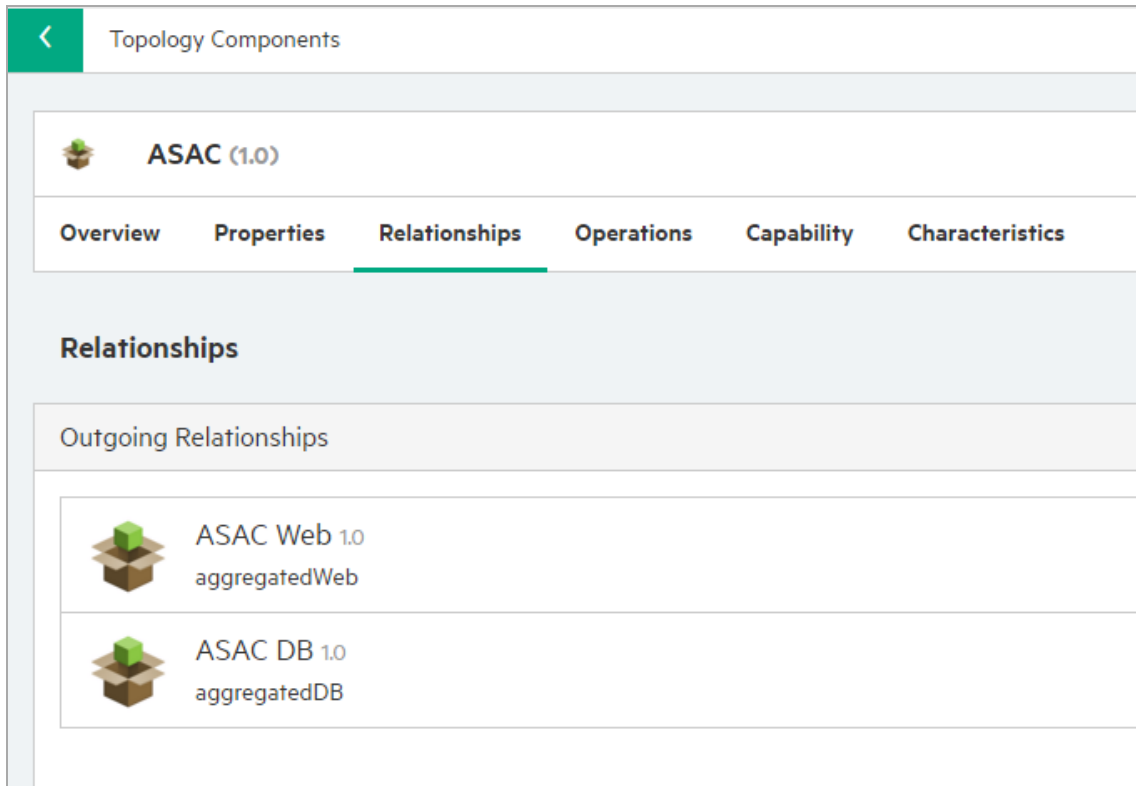 Topology Components
ASAC (1.0)
Overview Properties Relationships Operations Capability Characteristics
Relationships
Outgoing Relationships
ASAC Web 1.0
aggregatedWeb
ASAC DB 1.0
aggregatedDB